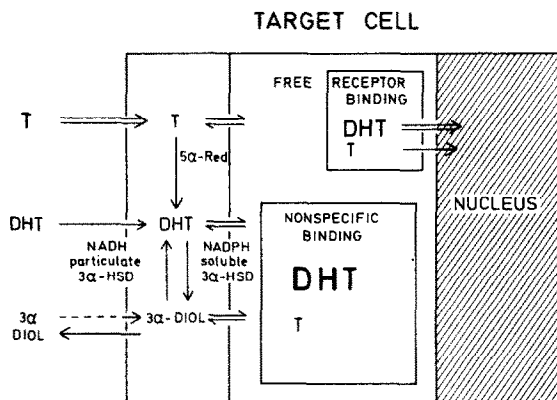 TARGET CELL
FREE
RECEPTOR
BINDING
T
T
DHT
T
5α-Red
DHT
DHT
NUCLEUS
NADH
particulate
3α-HSD
NADPH
soluble
3α-HSD
NONSPECIFIC
BINDING
DHT
T
3α
DIOL
3α-DIOL